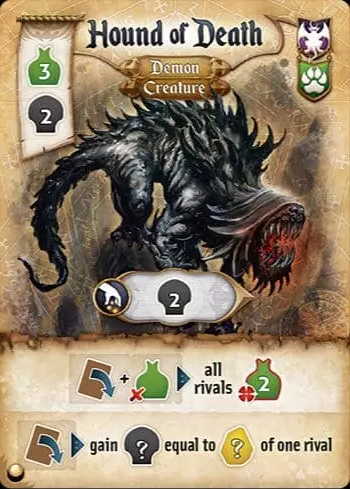 Hound of Death
3
Demon
Creature
2
2
+ all
rivals 2
gain ? equal to ? of one rival